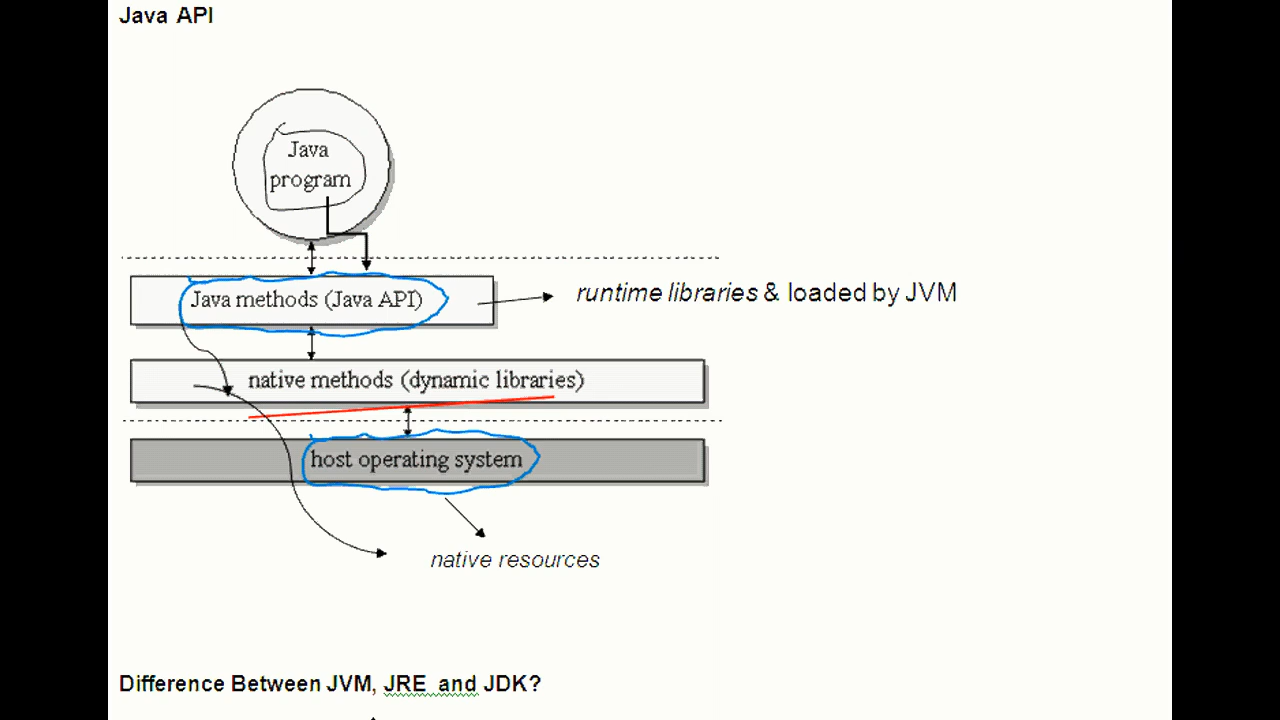 Java API
Java
program
Java methods (Java API)
runtime libraries & loaded by JVM
native methods (dynamic libraries)
host operating system
native resources
Difference Between JVM, JRE and JDK?